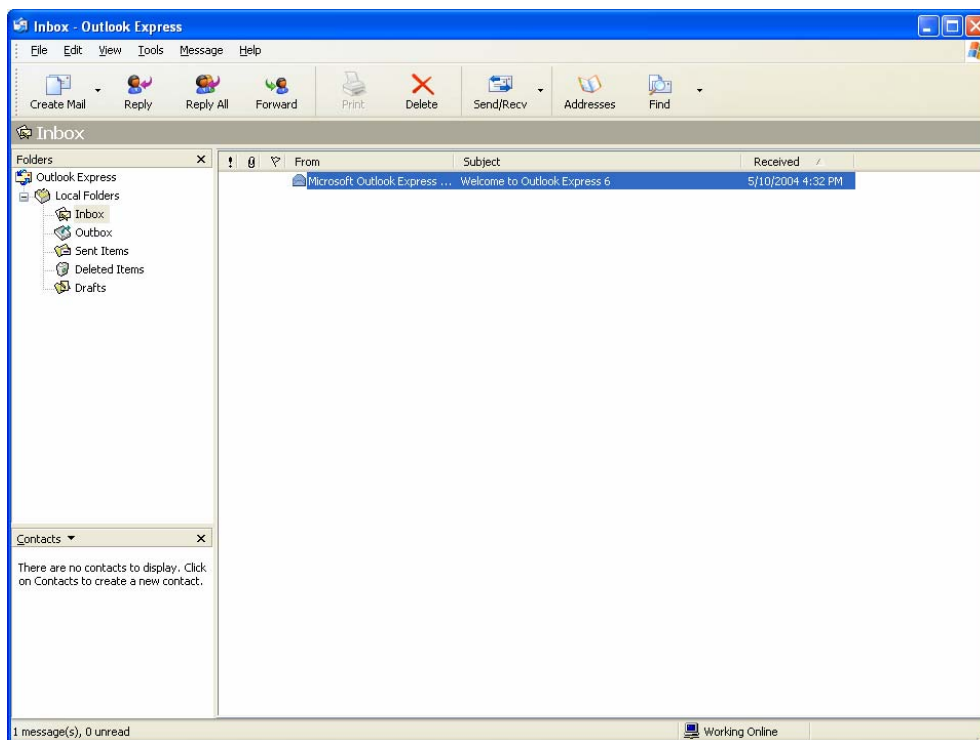 Inbox - Outlook Express
File Edit View Tools Message Help
Create Mail Reply Reply All Forward Print Delete Send/Recv Addresses Find
Inbox
Folders
Outlook Express
Local Folders
Inbox
Outbox
Sent Items
Deleted Items
Drafts
! From Subject Received
Microsoft Outlook Express ... Welcome to Outlook Express 6 5/10/2004 4:32 PM
Contacts
There are no contacts to display. Click
on Contacts to create a new contact.
1 message(s), 0 unread
Working Online